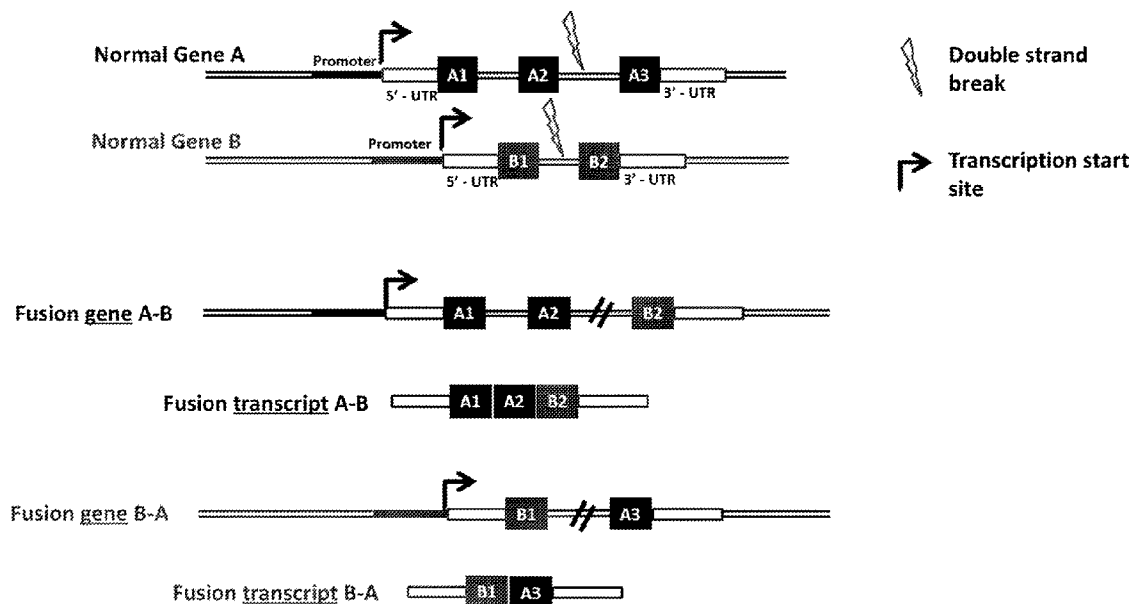 Normal Gene A
Promoter
A1
A2
A3
5' - UTR
3' - UTR
Double strand
break
Normal Gene B
Promoter
B1
B2
5' - UTR
3' - UTR
Transcription start
site
Fusion gene A-B
A1
A2
B2
Fusion transcript A-B
A1
A2
B2
Fusion gene B-A
B1
A3
Fusion transcript B-A
B1
A3